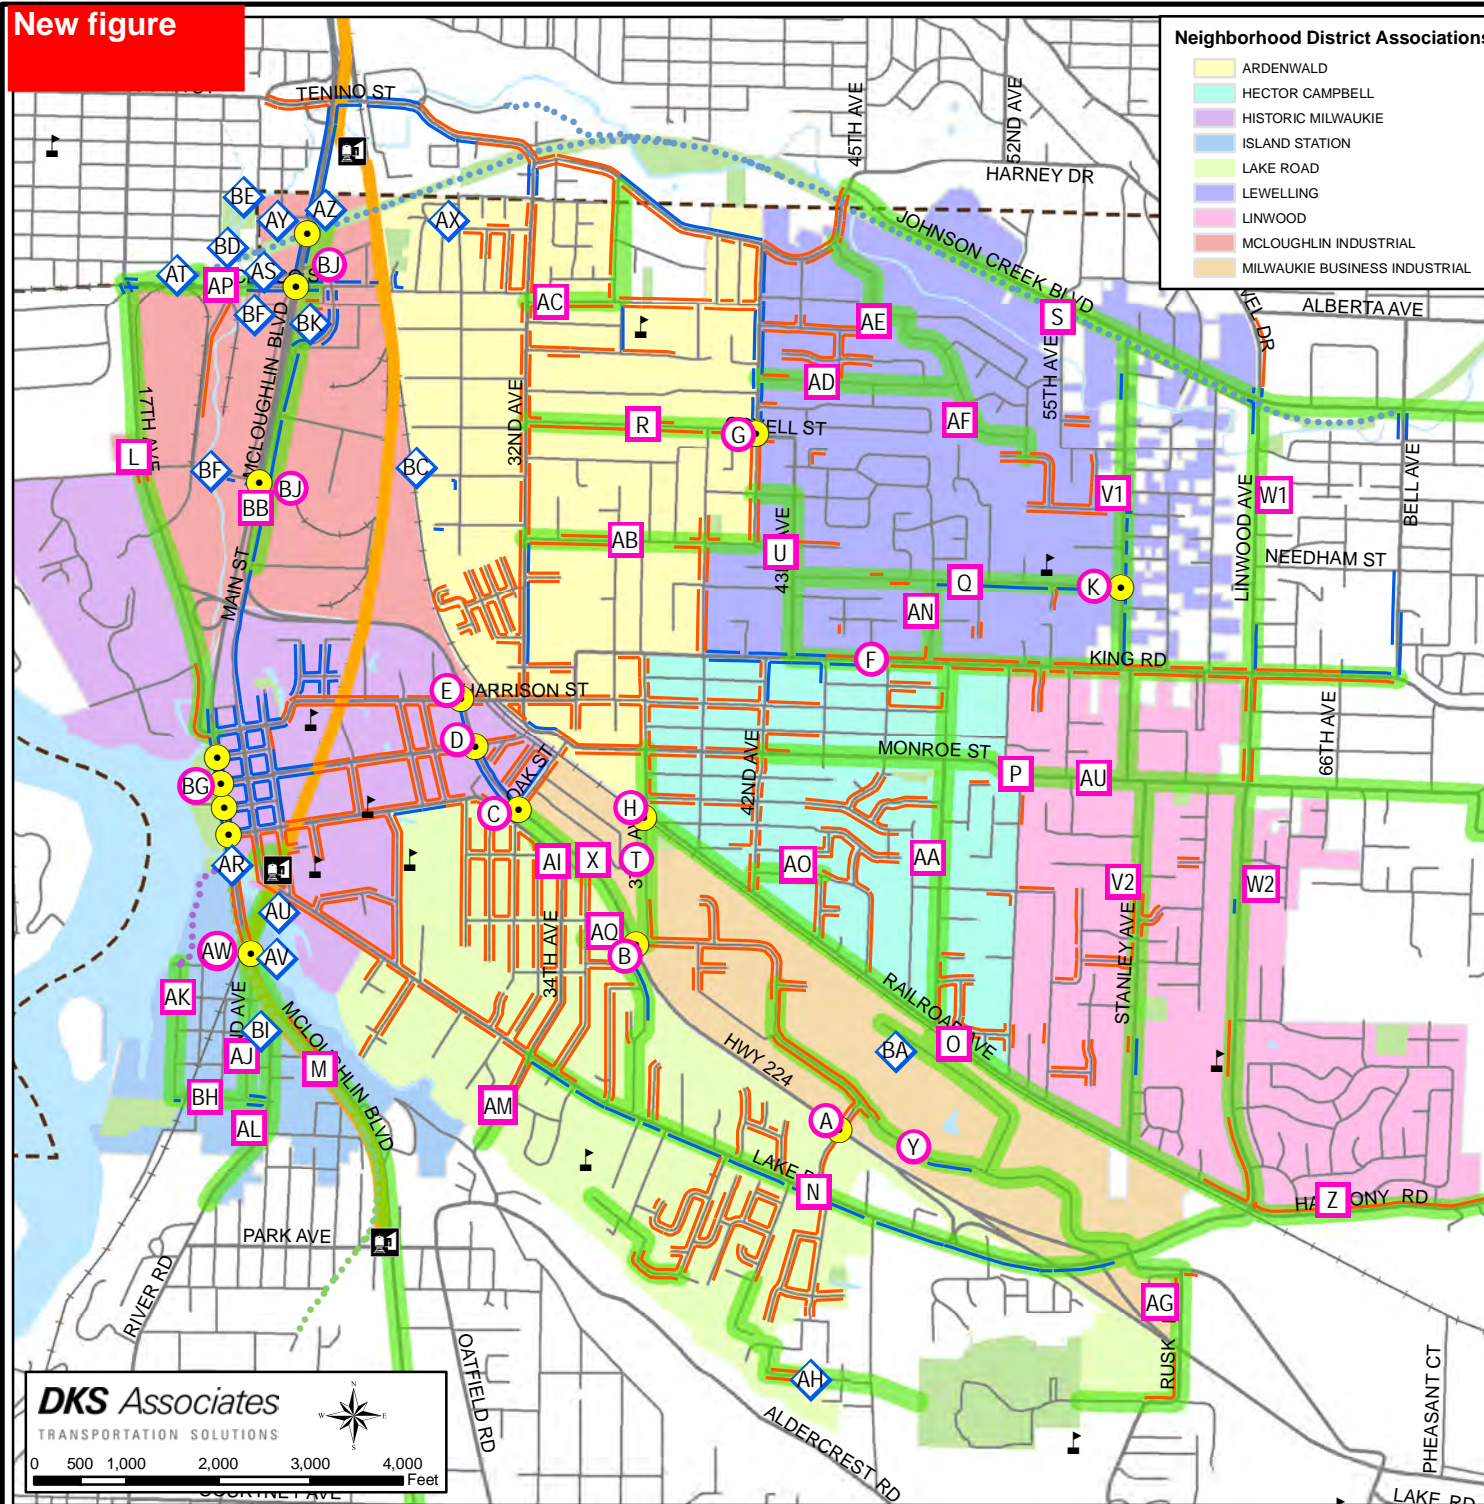 New figure
Neighborhood District Associations
ARDENWALD
HECTOR CAMPBELL
HISTORIC MILWAUKIE
ISLAND STATION
LAKE ROAD
LEWELLING
LINWOOD
MCLOUGHLIN INDUSTRIAL
MILWAUKIE BUSINESS INDUSTRIAL
TENINO ST
45TH AVE
52ND AVE
HARNEY DR
JOHNSON CREEK BLVD
ALBERTA AVE
BE
AY
AZ
AX
BD
AT
AS
BJ
AP
BF
BK
AC
AE
S
MCLOUGHLIN BLVD
17TH AVE
32ND AVE
55TH AVE
AD
AF
R
G
L
BF
BJ
BB
BC
V1
W1
LINWOOD AVE
BELL AVE
NEEDHAM ST
MAIN ST
AB
U
Q
K
AN
F
KING RD
E
HARRISON ST
D
OAK ST
42ND AVE
MONROE ST
P
AU
66TH AVE
BG
C
H
AI
X
T
AO
AA
V2
W2
AR
AU
34TH AVE
AQ
B
STANLEY AVE
AW
AV
AK
BI
AJ
M
MCLOUGHLIN BLVD
BH
AL
AM
HWY 224
RAILROAD AVE
BA
O
A
Y
N
HARMONY RD
Z
PARK AVE
RIVER RD
OATFIELD RD
AG
RUSK
AH
ALDERCREST RD
PHEASANT CT
LAKE RD
DKS Associates
TRANSPORTATION SOLUTIONS
N
W
E
S
0 500 1,000 2,000 3,000 4,000
Feet
COURTNEY AVE